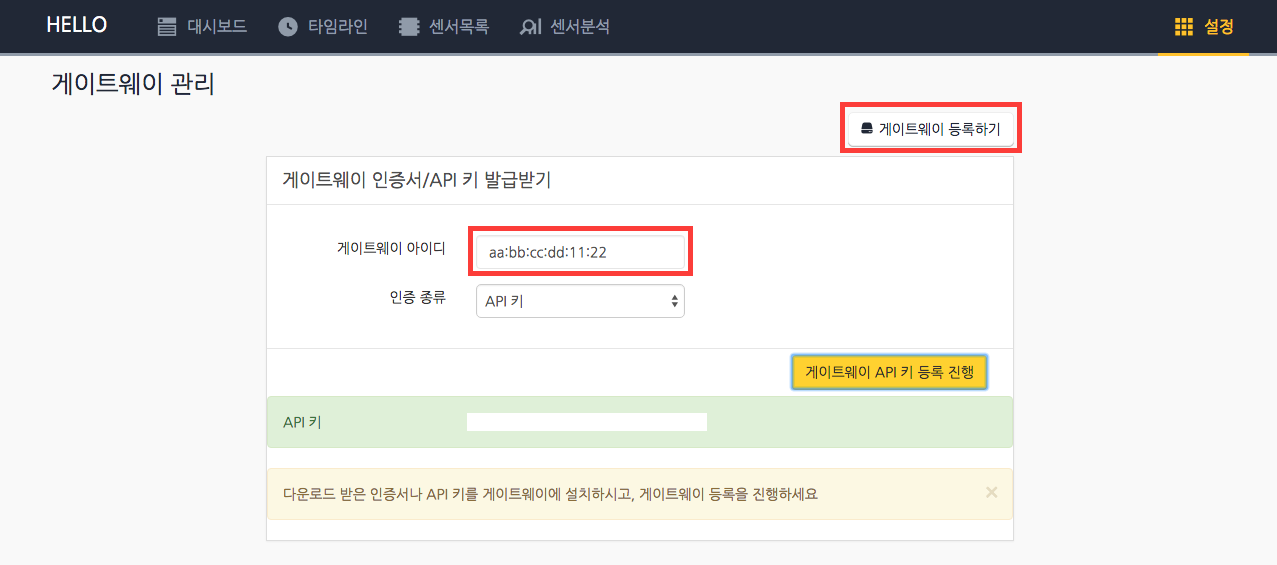 HELLO 대시보드 타임라인 센서목록 센서분석 설정
게이트웨이 관리
게이트웨이 등록하기
게이트웨이 인증서/API 키 발급받기
게이트웨이 아이디 aa:bb:cc:dd:11:22
인증 종류 API 키
게이트웨이 API 키 등록 진행
API 키
다운로드 받은 인증서나 API 키를 게이트웨이에 설치하시고, 게이트웨이 등록을 진행하세요 ×